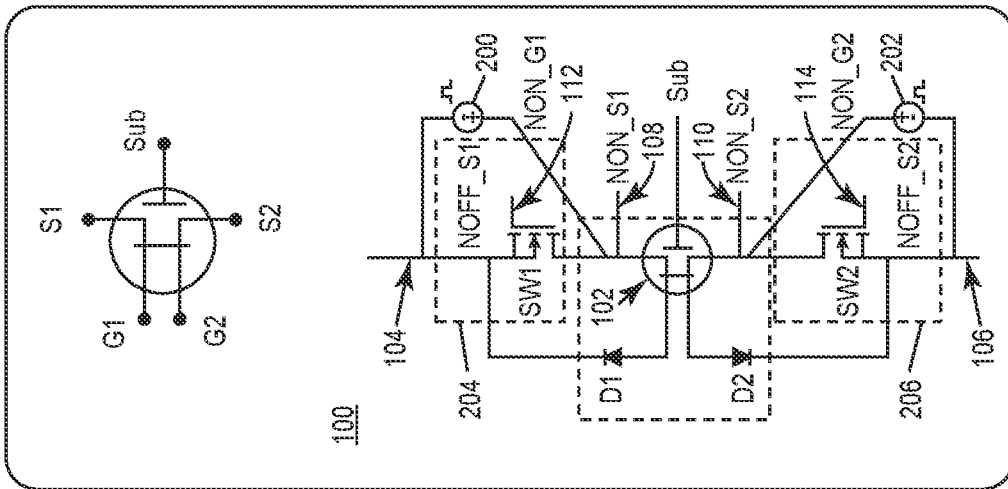 S1
G1
G2
Sub
S2
100
104
204
NOFF_S1
SW1
112
200
NON_G1
NON_S1
108
102
D1
D2
Sub
110
NON_S2
NON_G2
114
NOFF_S2
SW2
202
206
106